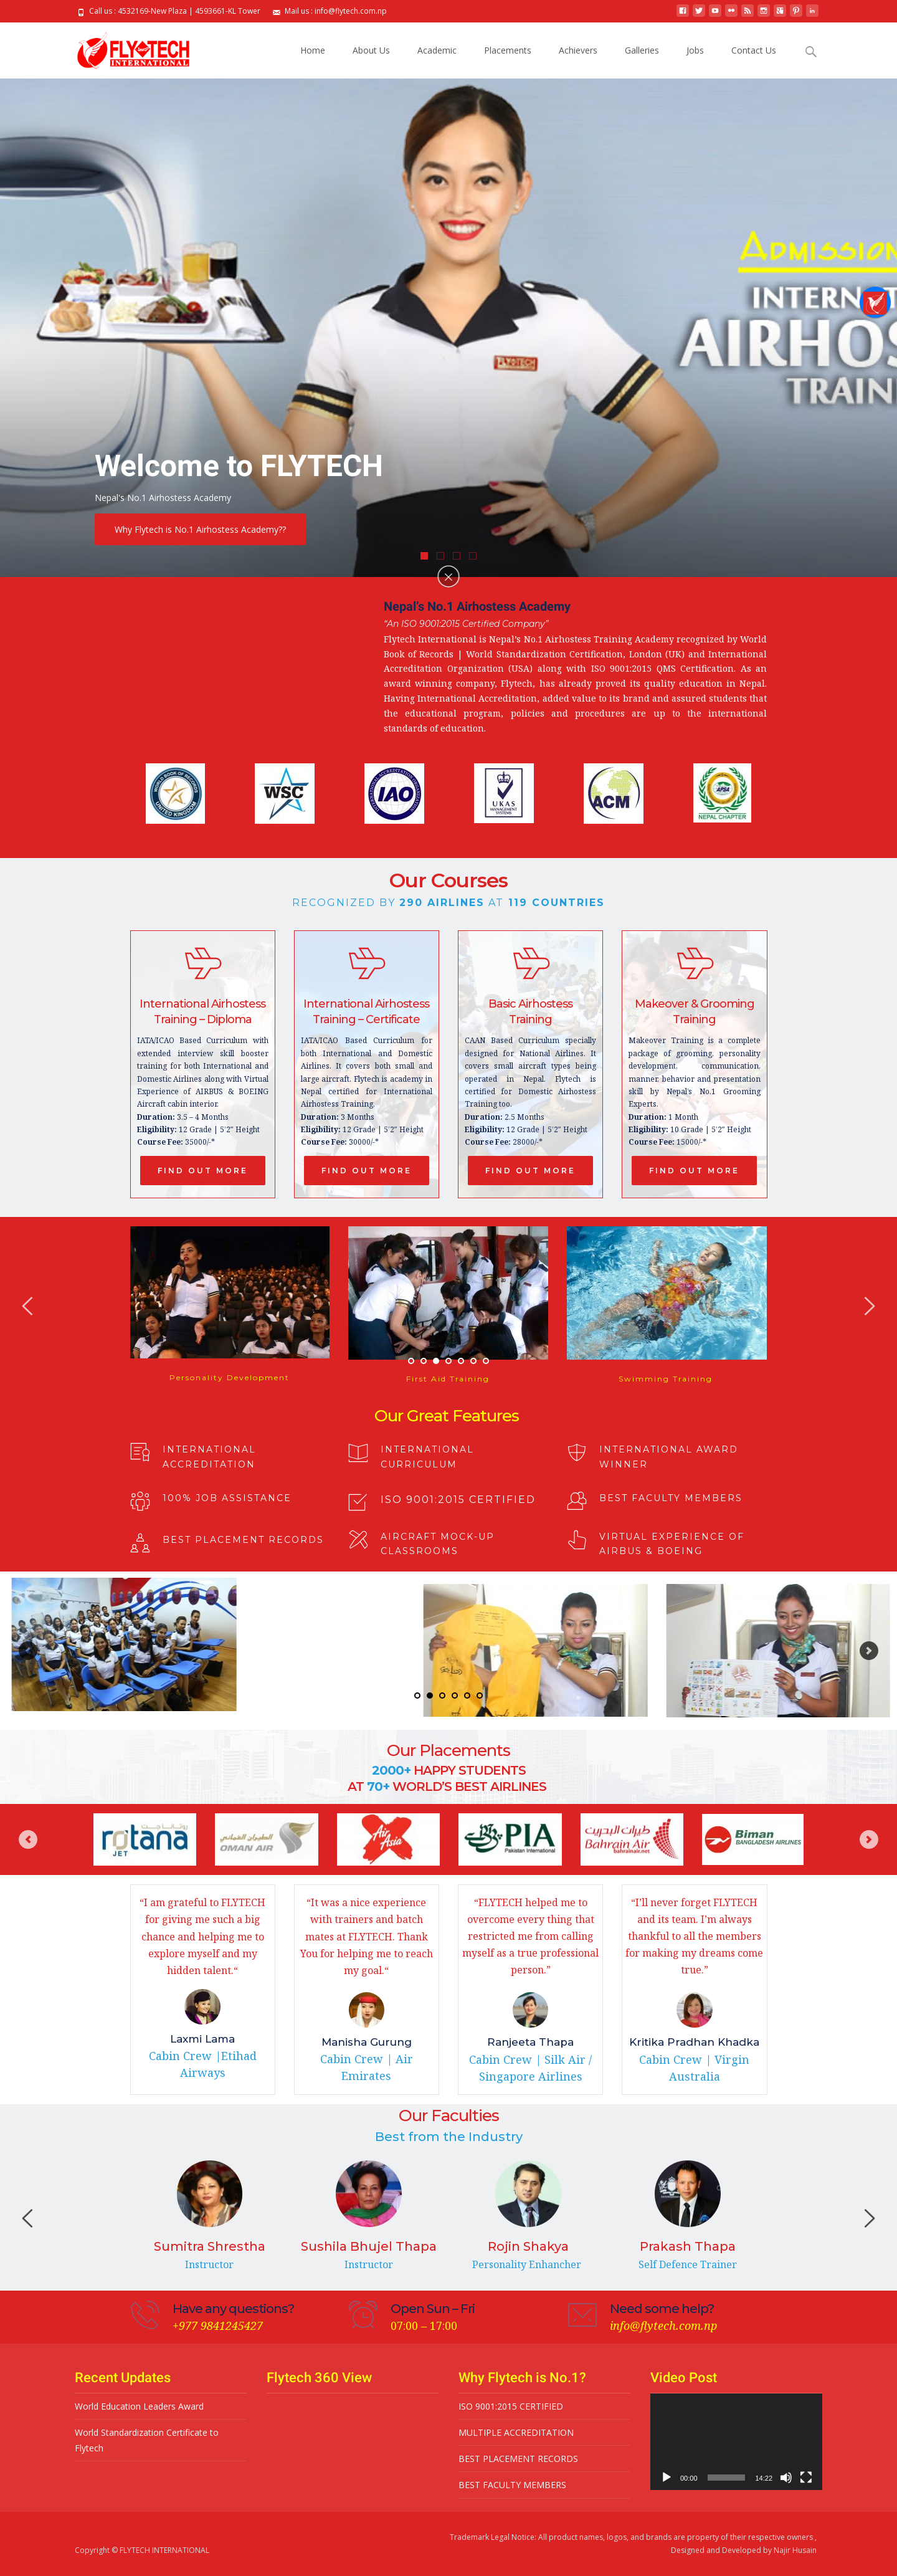 Call us : 4532169-New Plaza | 4593661-KL Tower
Mail us : info@flytech.com.np
FLYTECH
INTERNATIONAL
Home
About Us
Academic
Placements
Achievers
Galleries
Jobs
Contact Us
ADMISSION
INTERN
AIRHOS
TRAIN
FLYTECH
Welcome to FLYTECH
Nepal's No.1 Airhostess Academy
Why Flytech is No.1 Airhostess Academy??
Nepal's No.1 Airhostess Academy
"An ISO 9001:2015 Certified Company"
Flytech International is Nepal's No.1 Airhostess Training Academy recognized by World
Book of Records | World Standardization Certification, London (UK) and International
Accreditation Organization (USA) along with ISO 9001:2015 QMS Certification. As an
award winning company, Flytech, has already proved its quality education in Nepal.
Having International Accreditation, added value to its brand and assured students that
the educational program, policies and procedures are up to the international
standards of education.
WSC
IAO
UKAS
MANAGEMENT
SYSTEMS
ACM
APSA
NEPAL CHAPTER
Our Courses
RECOGNIZED BY 290 AIRLINES AT 119 COUNTRIES
International Airhostess
Training – Diploma
IATA/ICAO Based Curriculum with
extended interview skill booster
training for both International and
Domestic Airlines along with Virtual
Experience of AIRBUS & BOEING
Aircraft cabin interior.
Duration: 3.5 – 4 Months
Eligibility: 12 Grade | 5'2" Height
Course Fee: 35000/-*
FIND OUT MORE
International Airhostess
Training – Certificate
IATA/ICAO Based Curriculum for
both International and Domestic
Airlines. It covers both small and
large aircraft. Flytech is academy in
Nepal certified for International
Airhostess Training.
Duration: 3 Months
Eligibility: 12 Grade | 5'2" Height
Course Fee: 30000/-*
FIND OUT MORE
Basic Airhostess
Training
CAAN Based Curriculum specially
designed for National Airlines. It
covers small aircraft types being
operated in Nepal. Flytech is
certified for Domestic Airhostess
Training too.
Duration: 2.5 Months
Eligibility: 12 Grade | 5'2" Height
Course Fee: 28000/-*
FIND OUT MORE
Makeover & Grooming
Training
Makeover Training is a complete
package of grooming, personality
development, communication,
manner, behavior and presentation
skill by Nepal's No.1 Grooming
Experts.
Duration: 1 Month
Eligibility: 10 Grade | 5'2" Height
Course Fee: 15000/-*
FIND OUT MORE
Personality Development
First Aid Training
Swimming Training
Our Great Features
INTERNATIONAL
ACCREDITATION
INTERNATIONAL
CURRICULUM
INTERNATIONAL AWARD
WINNER
100% JOB ASSISTANCE
ISO 9001:2015 CERTIFIED
BEST FACULTY MEMBERS
BEST PLACEMENT RECORDS
AIRCRAFT MOCK-UP
CLASSROOMS
VIRTUAL EXPERIENCE OF
AIRBUS & BOEING
Our Placements
2000+ HAPPY STUDENTS
AT 70+ WORLD'S BEST AIRLINES
rotana
JET
OMAN AIR
Air
Asia
PIA
Pakistan International
طيران البحرين
Bahrain Air
bahrainair.net
Biman
BANGLADESH AIRLINES
"I am grateful to FLYTECH
for giving me such a big
chance and helping me to
explore myself and my
hidden talent."
Laxmi Lama
Cabin Crew |Etihad
Airways
"It was a nice experience
with trainers and batch
mates at FLYTECH. Thank
You for helping me to reach
my goal."
Manisha Gurung
Cabin Crew | Air
Emirates
"FLYTECH helped me to
overcome every thing that
restricted me from calling
myself as a true professional
person."
Ranjeeta Thapa
Cabin Crew | Silk Air /
Singapore Airlines
"I'll never forget FLYTECH
and its team. I'm always
thankful to all the members
for making my dreams come
true."
Kritika Pradhan Khadka
Cabin Crew | Virgin
Australia
Our Faculties
Best from the Industry
Sumitra Shrestha
Instructor
Sushila Bhujel Thapa
Instructor
Rojin Shakya
Personality Enhancher
Prakash Thapa
Self Defence Trainer
Have any questions?
+977 9841245427
Open Sun – Fri
07:00 – 17:00
Need some help?
info@flytech.com.np
Recent Updates
World Education Leaders Award
World Standardization Certificate to
Flytech
Flytech 360 View
Why Flytech is No.1?
ISO 9001:2015 CERTIFIED
MULTIPLE ACCREDITATION
BEST PLACEMENT RECORDS
BEST FACULTY MEMBERS
Video Post
00:00
14:22
Copyright © FLYTECH INTERNATIONAL
Trademark Legal Notice: All product names, logos, and brands are property of their respective owners ,
Designed and Developed by Najir Husain